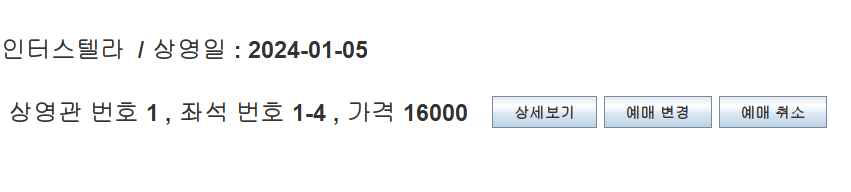 인터스텔라 / 상영일 : 2024-01-05
상영관 번호 1 , 좌석 번호 1-4 , 가격 16000 상세보기 예매 변경 예매 취소